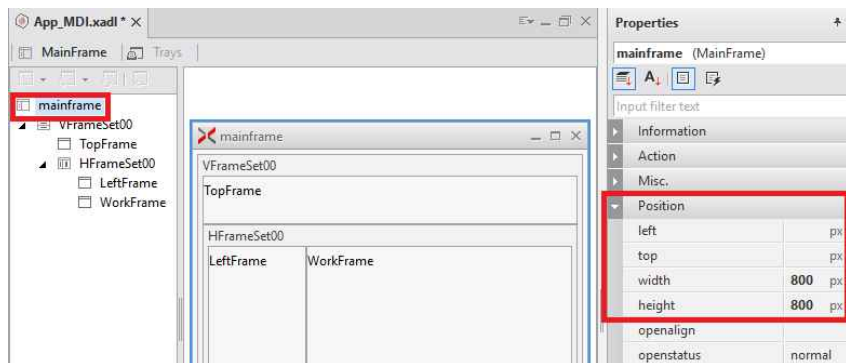 App_MDI.xadl *
MainFrame
Trays
mainframe
VFrameSet00
TopFrame
HFrameSet00
LeftFrame
WorkFrame
mainframe
VFrameSet00
TopFrame
HFrameSet00
LeftFrame WorkFrame
Properties
mainframe (MainFrame)
Input filter text
Information
Action
Misc.
Position
left px
top px
width 800 px
height 800 px
openalign
openstatus normal